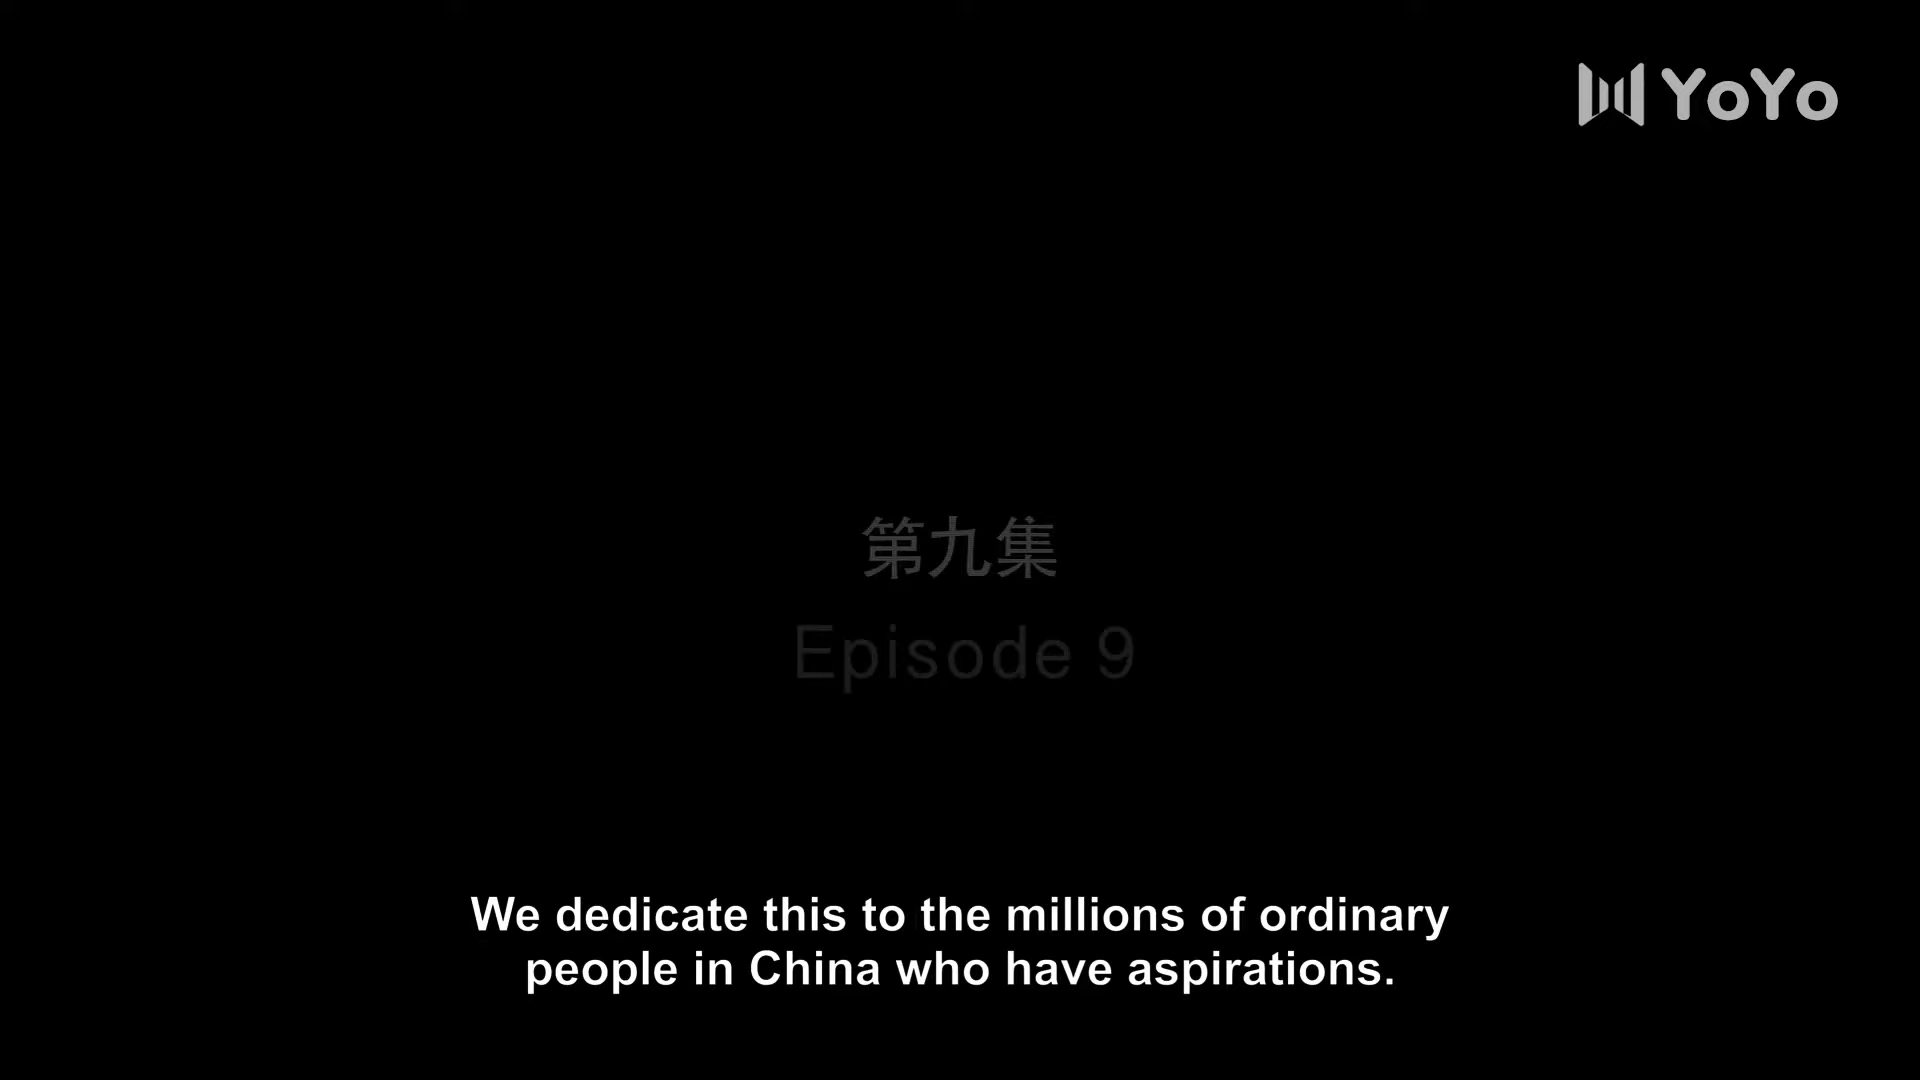 YoYo
第九集
Episode 9
We dedicate this to the millions of ordinary
people in China who have aspirations.